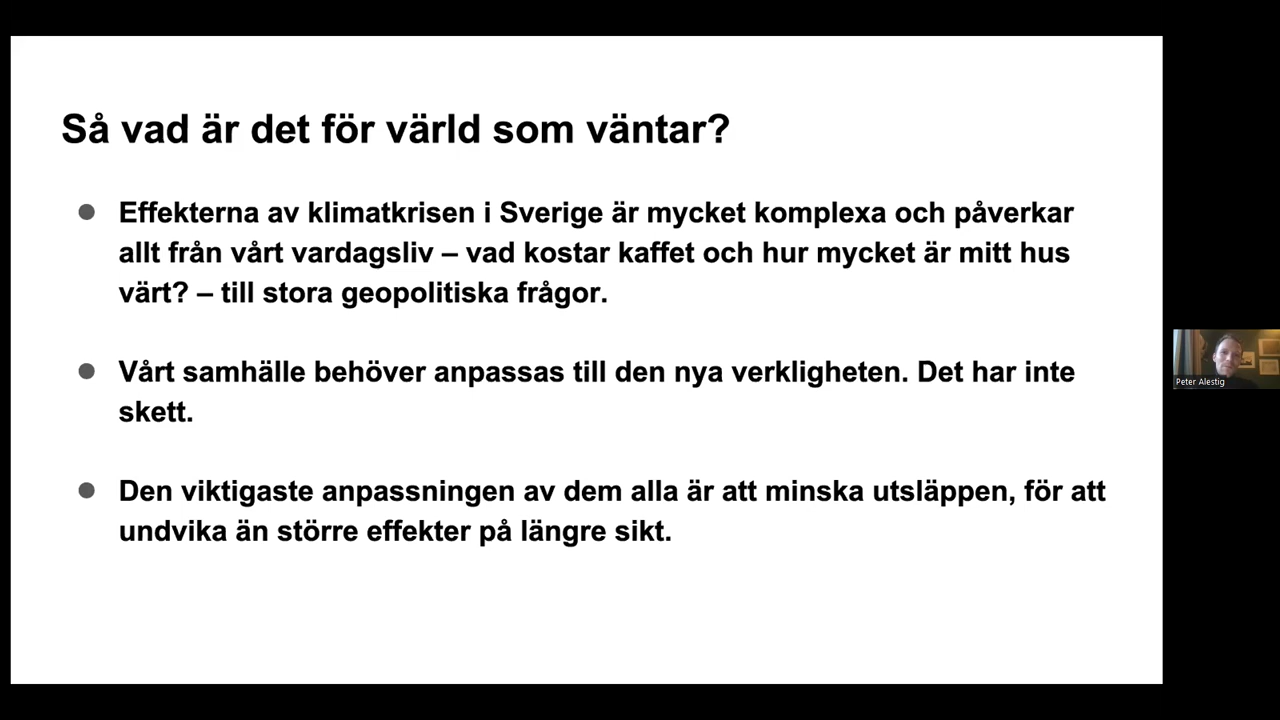 Så vad är det för värld som väntar?
● Effekterna av klimatkrisen i Sverige är mycket komplexa och påverkar
allt från vårt vardagsliv – vad kostar kaffet och hur mycket är mitt hus
värt? – till stora geopolitiska frågor.
● Vårt samhälle behöver anpassas till den nya verkligheten. Det har inte
skett.
● Den viktigaste anpassningen av dem alla är att minska utsläppen, för att
undvika än större effekter på längre sikt.
Peter Alestig